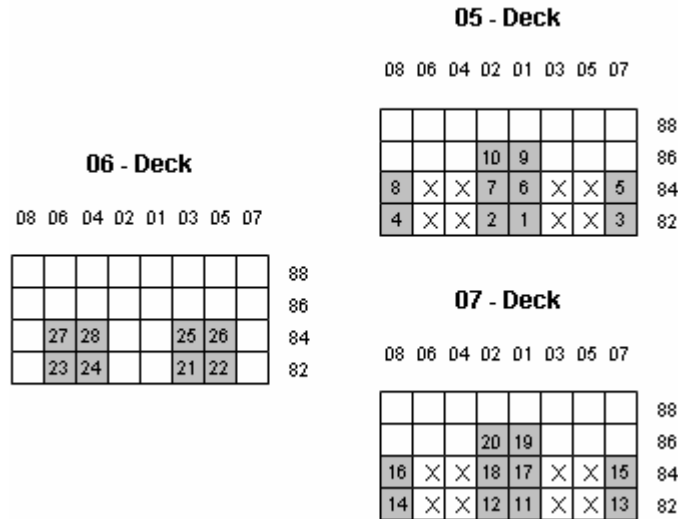 05 - Deck
08 06 04 02 01 03 05 07
88
10 9 86
8 X X 7 6 X X 5 84
4 X X 2 1 X X 3 82
06 - Deck
08 06 04 02 01 03 05 07
88
86
27 28 25 26 84
23 24 21 22 82
07 - Deck
08 06 04 02 01 03 05 07
88
20 19 86
16 X X 18 17 X X 15 84
14 X X 12 11 X X 13 82